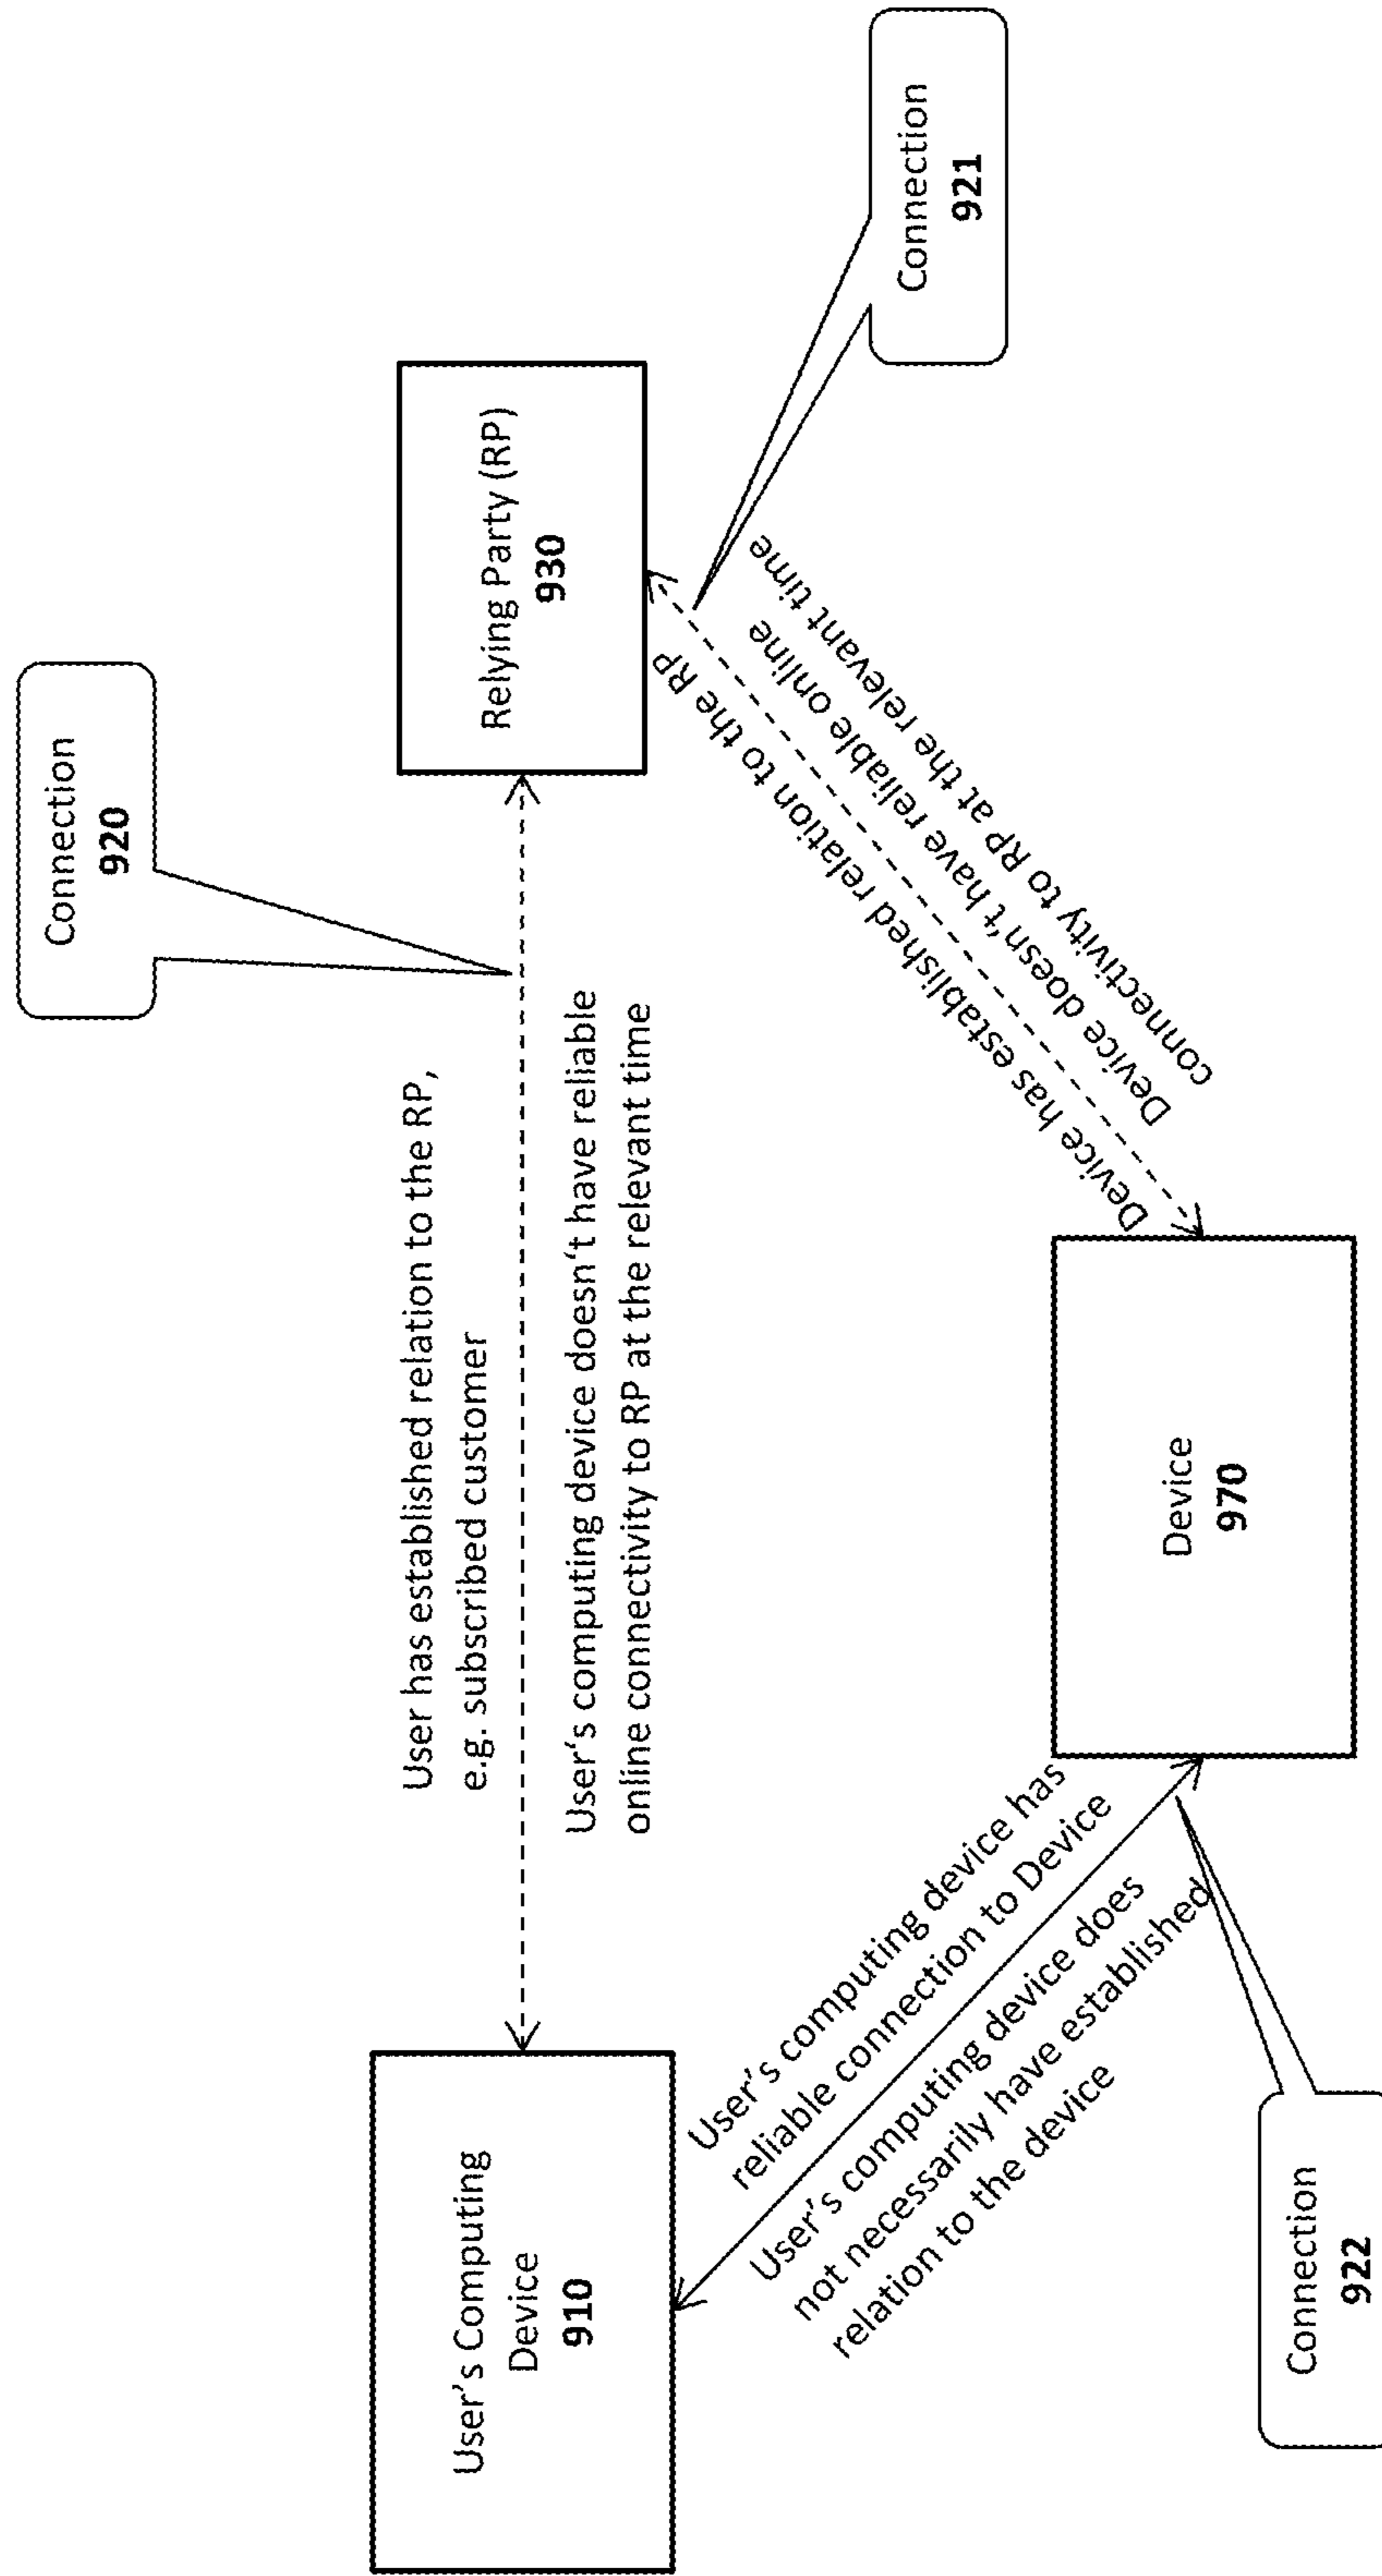 Connection
920
User has established relation to the RP,
e.g. subscribed customer
User's computing device doesn't have reliable
online connectivity to RP at the relevant time
User's Computing
Device
910
Relying Party (RP)
930
Connection
921
User's computing device has
reliable connection to Device
User's computing device does
not necessarily have established
relation to the device
Device has established relation to the RP
Device doesn't have reliable online
connectivity to RP at the relevant time
Device
970
Connection
922